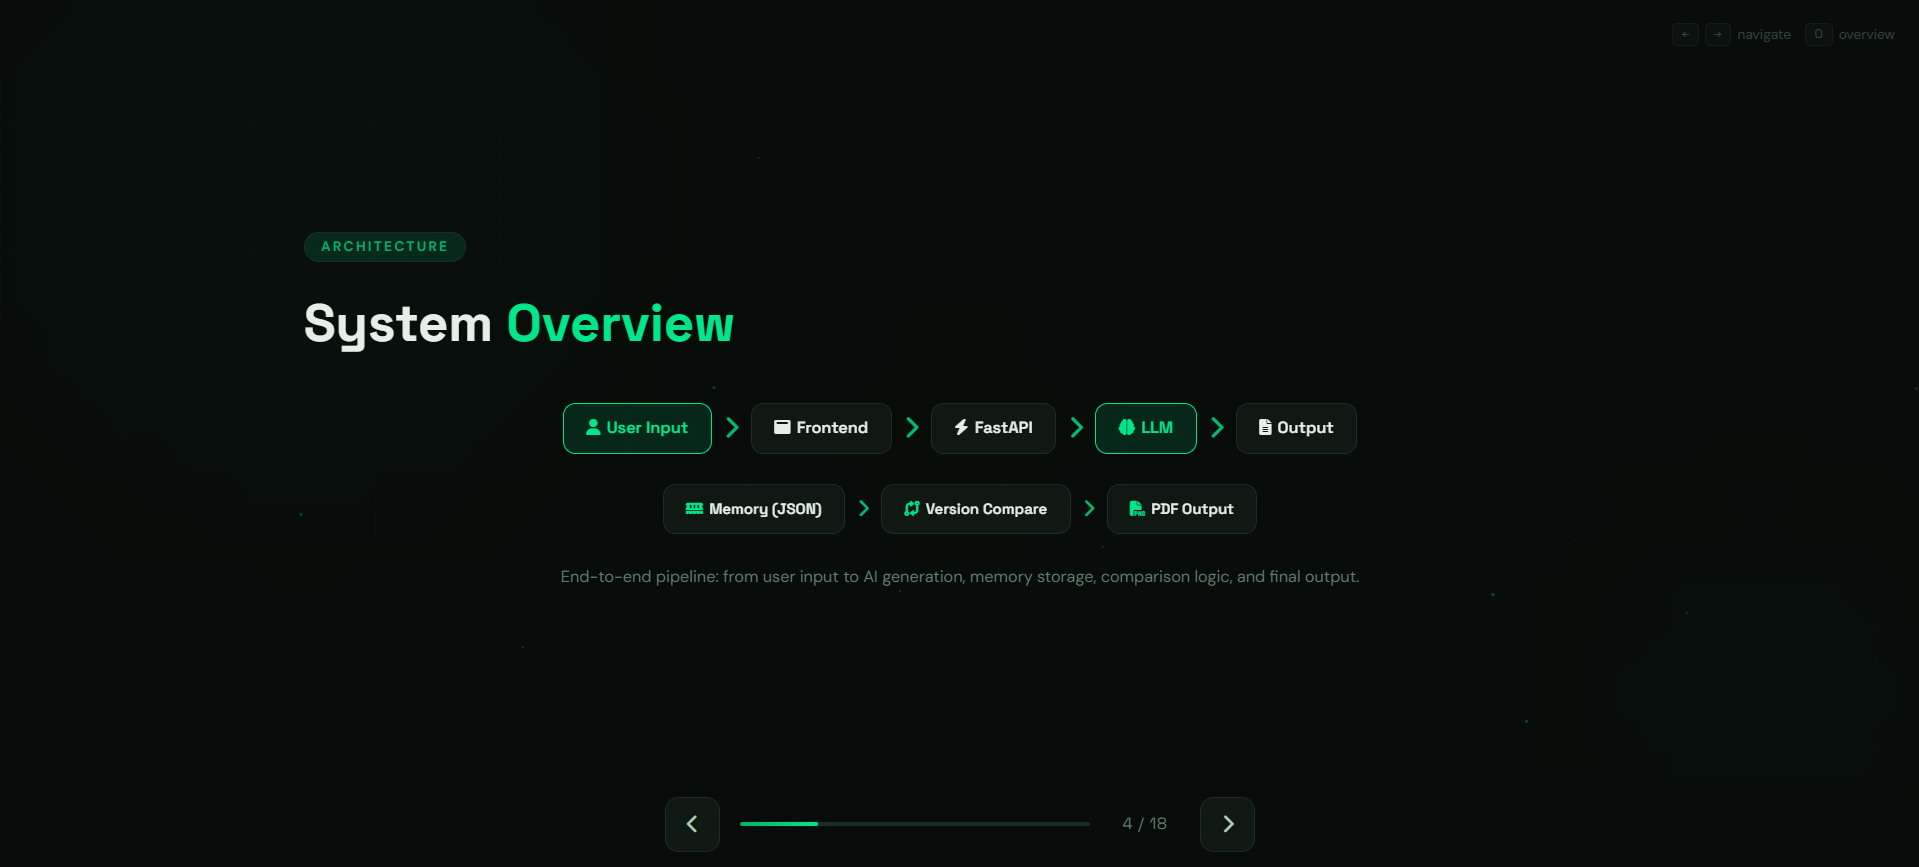 ← → navigate O overview
ARCHITECTURE
System Overview
User Input Frontend FastAPI LLM Output
Memory (JSON) Version Compare PDF Output
End-to-end pipeline: from user input to AI generation, memory storage, comparison logic, and final output.
4 / 18